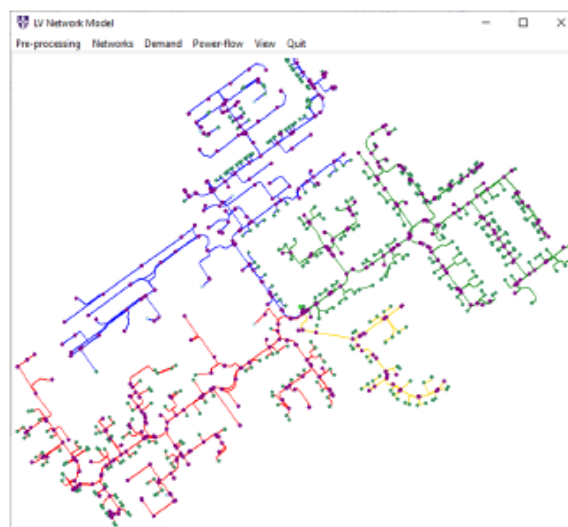 LV Network Model
Pre-processing Networks Demand Power-flow View Quit